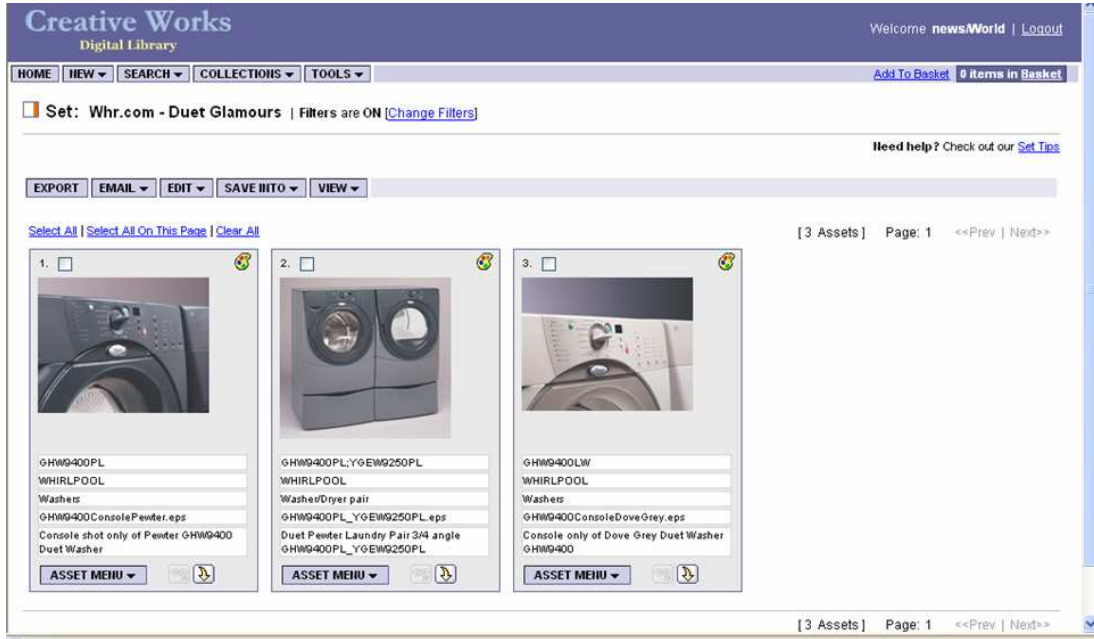 Creative Works
Digital Library
Welcome news/World | Logout
HOME NEW SEARCH COLLECTIONS TOOLS
Add To Basket 0 items in Basket
Set: Whr.com - Duet Glamours | Filters are ON [Change Filters]
Need help? Check out our Set Tips
EXPORT EMAIL EDIT SAVE INTO VIEW
Select All | Select All On This Page | Clear All
[3 Assets] Page: 1 <<Prev | Next>>
1.
GHW9400PL
WHIRLPOOL
Washers
GHW9400ConsolePewter.eps
Console shot only of Pewter GHW9400
Duet Washer
ASSET MENU
2.
GHW9400PL;YGEW9250PL
WHIRLPOOL
Washer/Dryer pair
GHW9400PL_YGEW9250PL.eps
Duet Pewter Laundry Pair 3/4 angle
GHW9400PL_YGEW9250PL
ASSET MENU
3.
GHW9400LW
WHIRLPOOL
Washers
GHW9400ConsoleDoveGrey.eps
Console only of Dove Grey Duet Washer
GHW9400
ASSET MENU
[3 Assets] Page: 1 <<Prev | Next>>